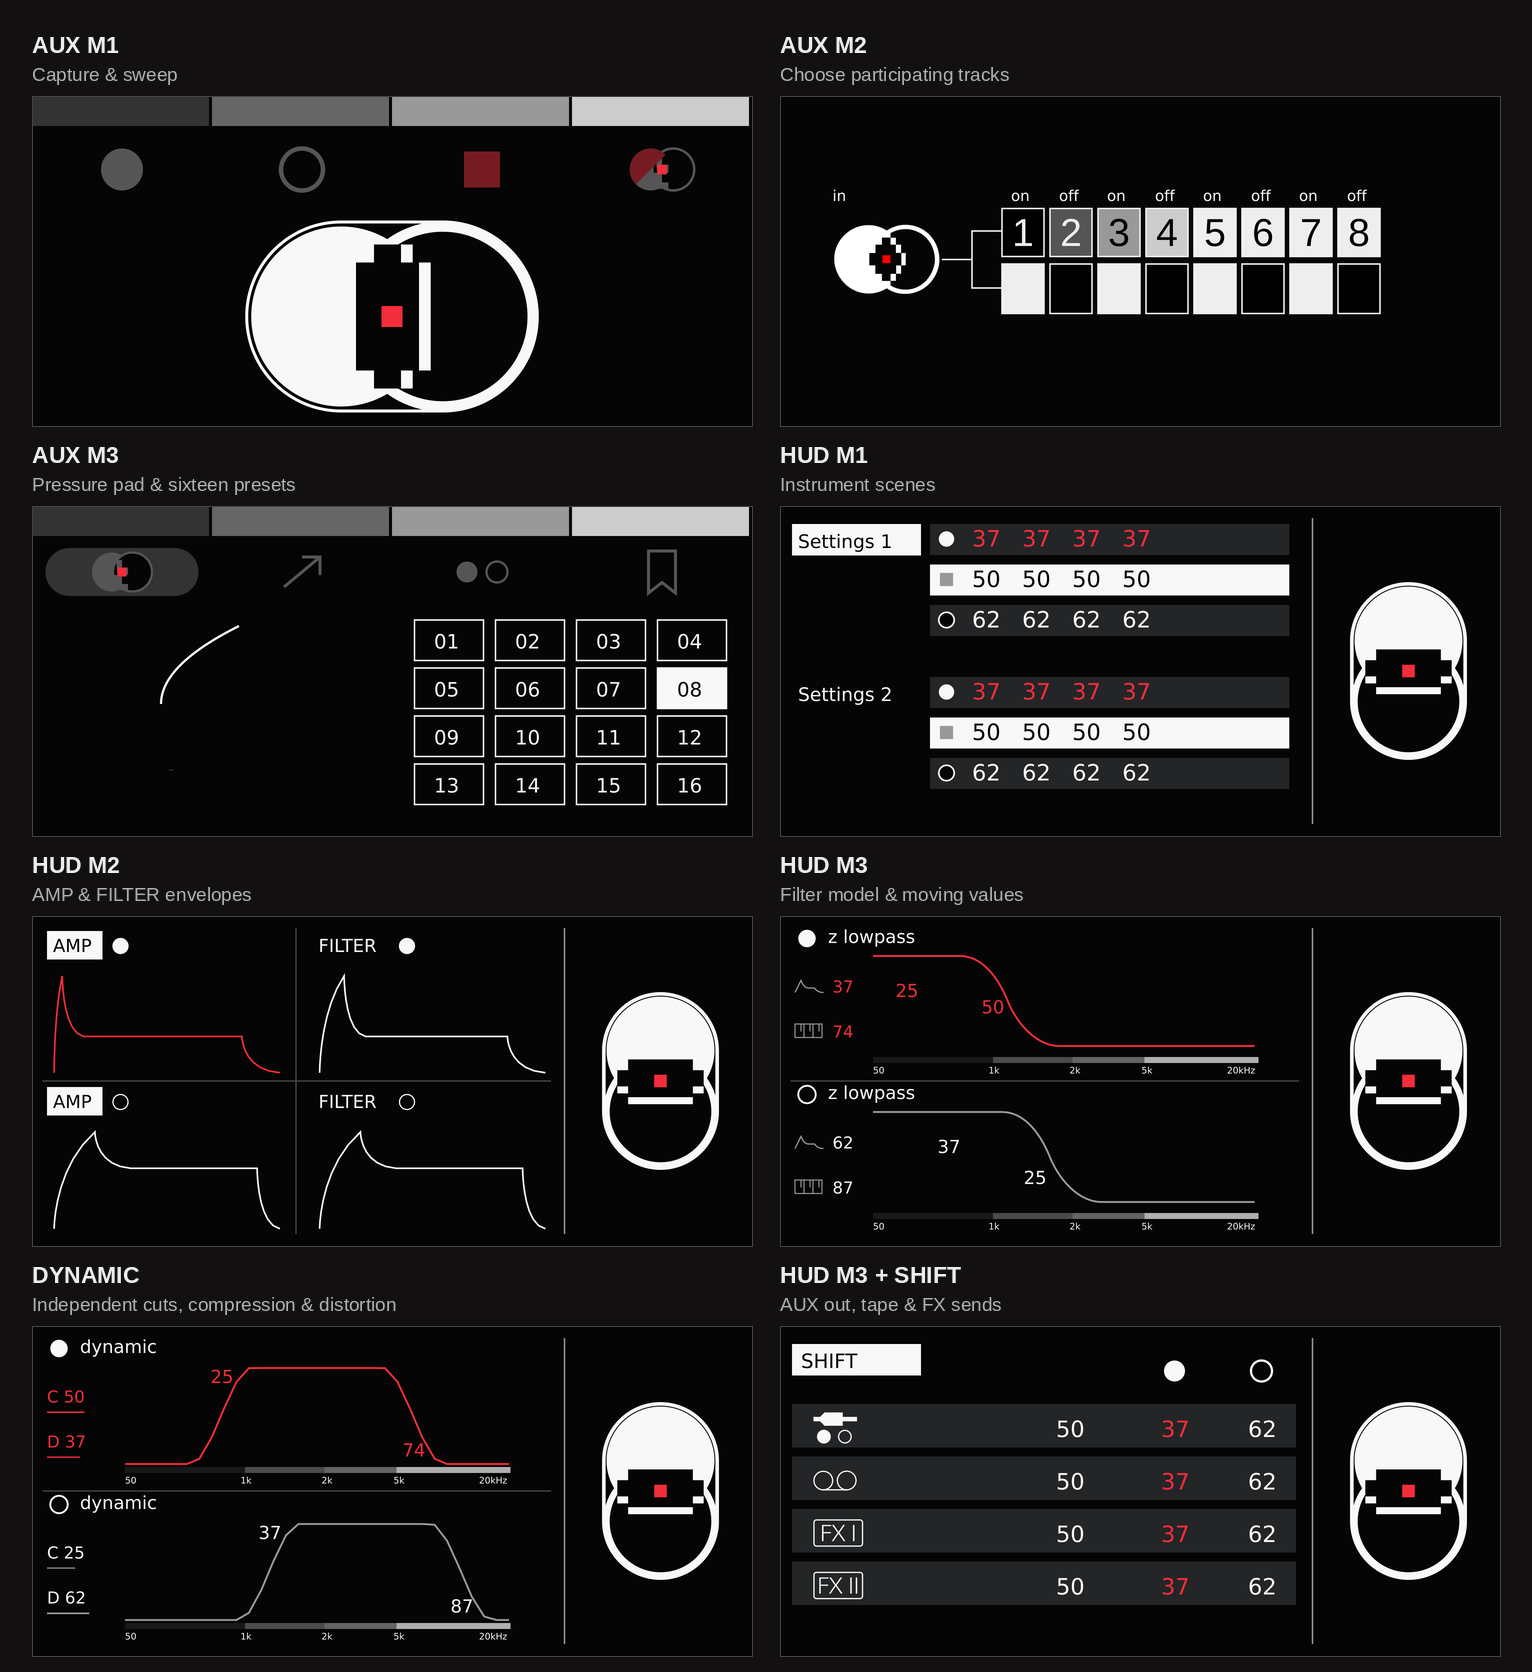 AUX M1
Capture & sweep
AUX M2
Choose participating tracks
in
on off on off on off on off
1 2 3 4 5 6 7 8
AUX M3
Pressure pad & sixteen presets
01 02 03 04
05 06 07 08
09 10 11 12
13 14 15 16
HUD M1
Instrument scenes
Settings 1
37 37 37 37
50 50 50 50
62 62 62 62
Settings 2
37 37 37 37
50 50 50 50
62 62 62 62
HUD M2
AMP & FILTER envelopes
AMP FILTER
AMP FILTER
HUD M3
Filter model & moving values
z lowpass
37 25
50
74
50 1k 2k 5k 20kHz
z lowpass
62 37
25
87
50 1k 2k 5k 20kHz
DYNAMIC
Independent cuts, compression & distortion
dynamic
25
C 50
D 37
74
50 1k 2k 5k 20kHz
dynamic
37
C 25
D 62
87
50 1k 2k 5k 20kHz
HUD M3 + SHIFT
AUX out, tape & FX sends
SHIFT
50 37 62
50 37 62
FX I 50 37 62
FX II 50 37 62